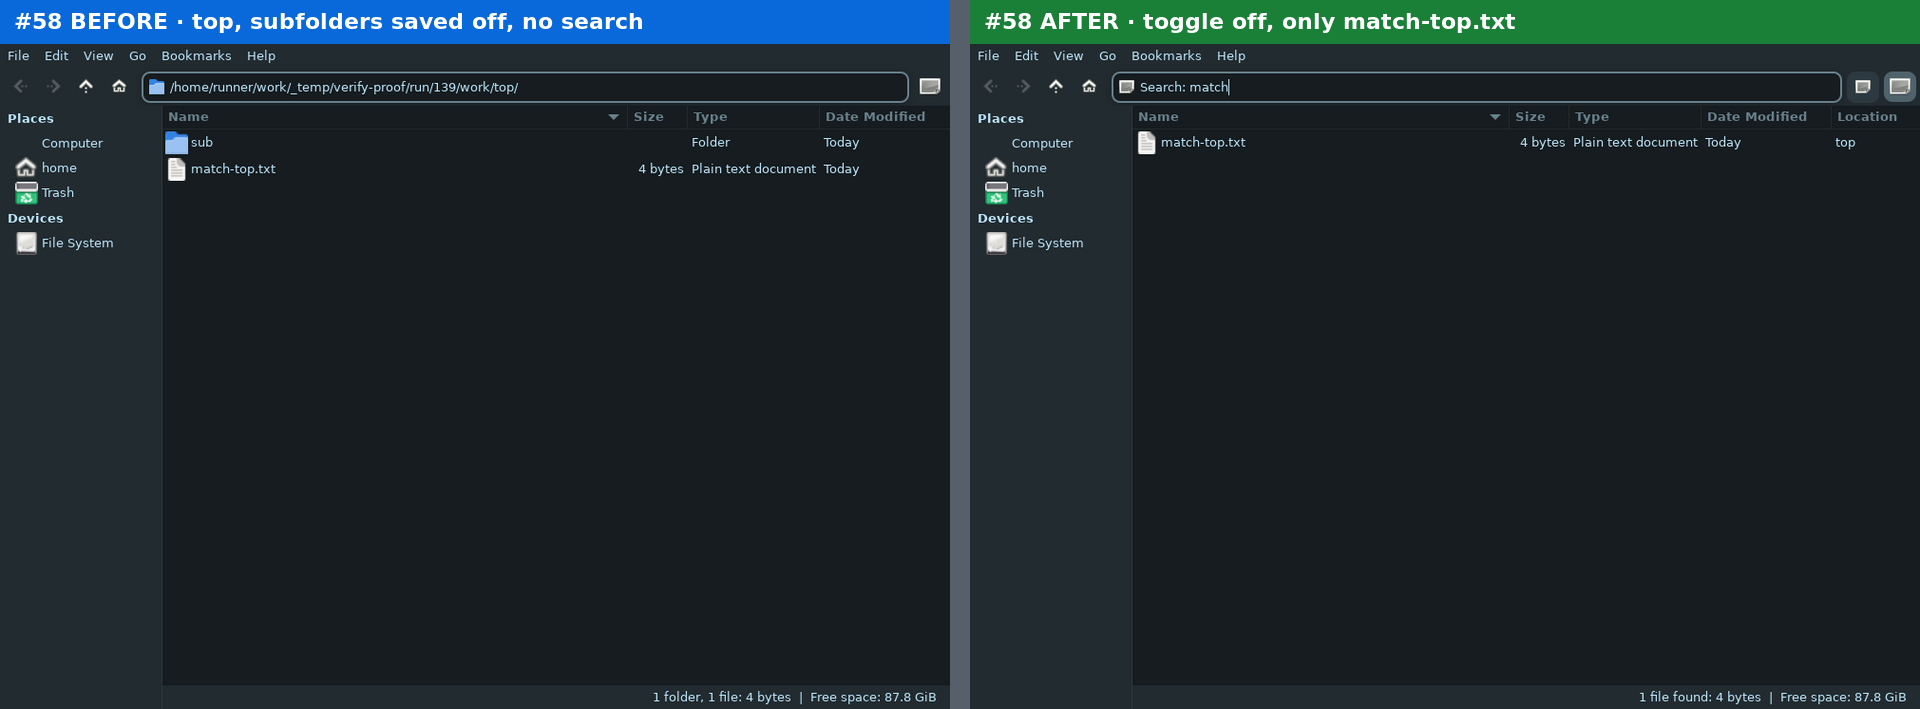 #58 BEFORE · top, subfolders saved off, no search
File Edit View Go Bookmarks Help
/home/runner/work/_temp/verify-proof/run/139/work/top/
Places
Computer
home
Trash
Devices
File System
Name Size Type Date Modified
sub Folder Today
match-top.txt 4 bytes Plain text document Today
1 folder, 1 file: 4 bytes | Free space: 87.8 GiB
#58 AFTER · toggle off, only match-top.txt
File Edit View Go Bookmarks Help
Search: match
Places
Computer
home
Trash
Devices
File System
Name Size Type Date Modified Location
match-top.txt 4 bytes Plain text document Today top
1 file found: 4 bytes | Free space: 87.8 GiB